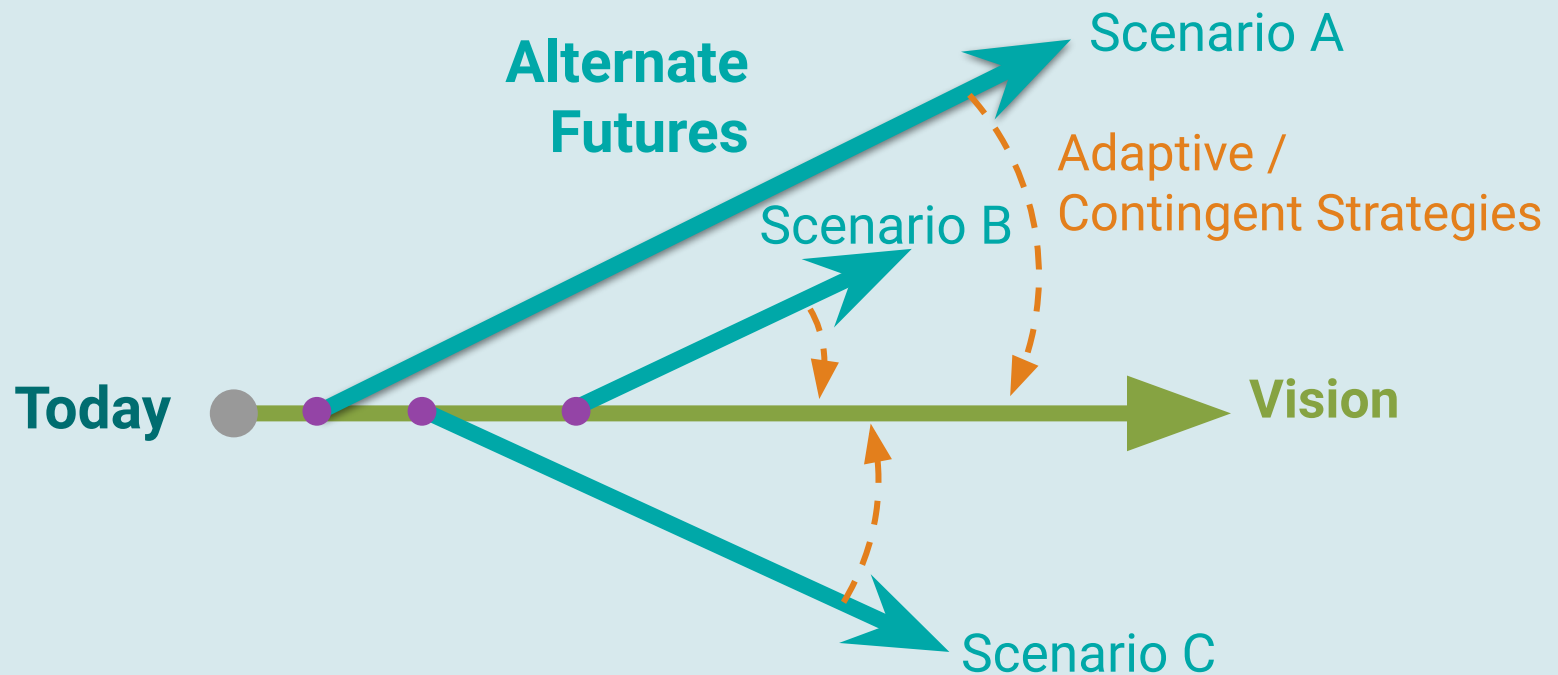 Alternate
Futures
Scenario A
Adaptive /
Contingent Strategies
Scenario B
Today
Vision
Scenario C